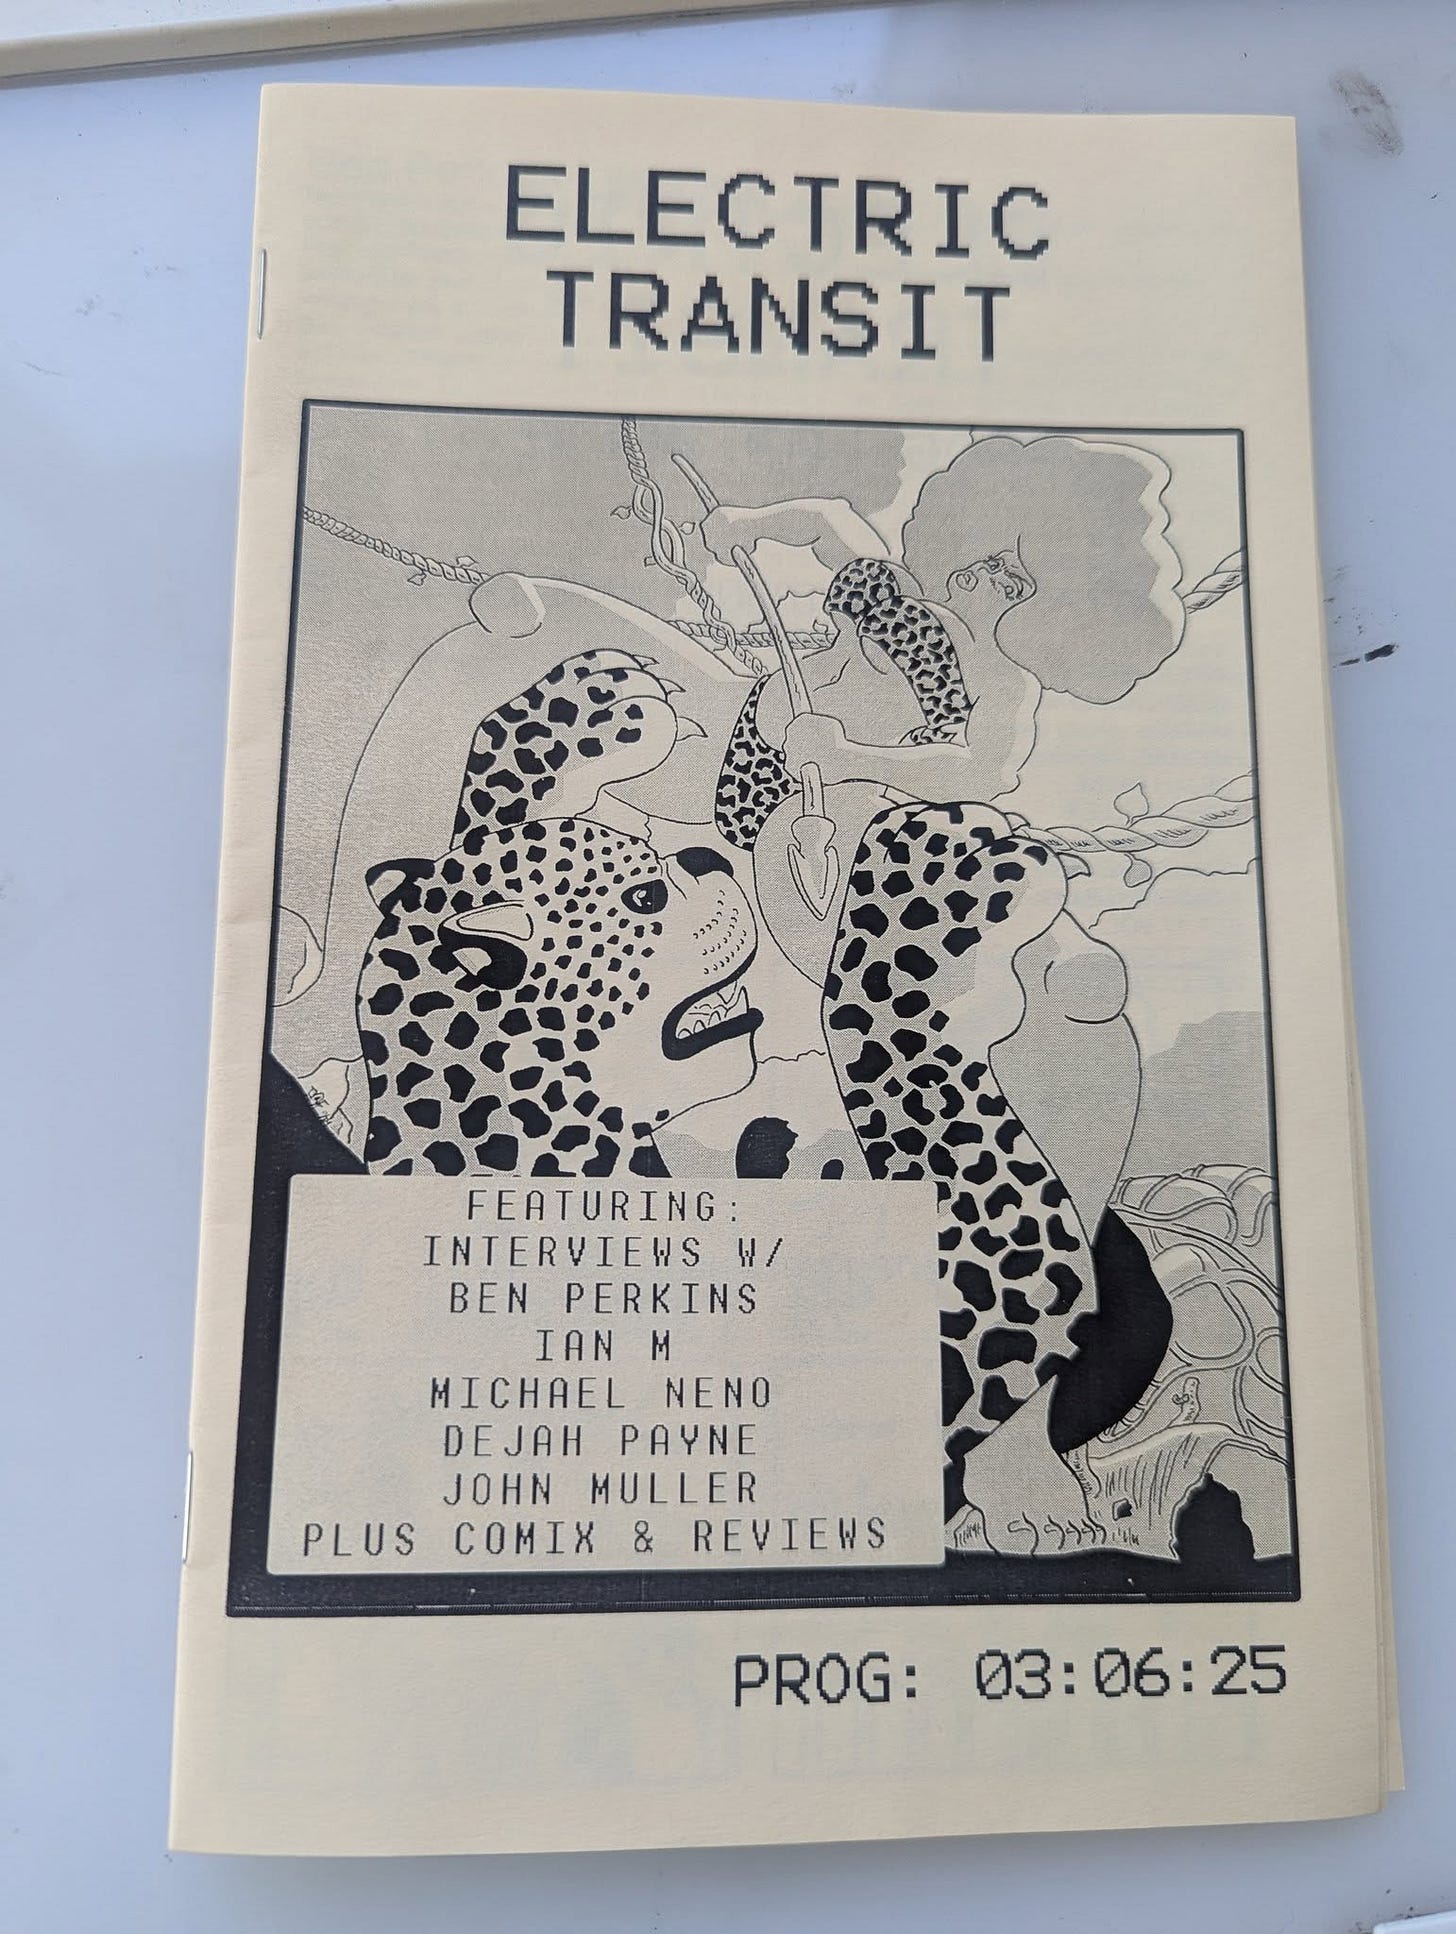 ELECTRIC
TRANSIT
FEATURING:
INTERVIEWS W/
BEN PERKINS
IAN M
MICHAEL NENO
DEJAH PAYNE
JOHN MULLER
PLUS COMIX & REVIEWS
PROG: 03:06:25